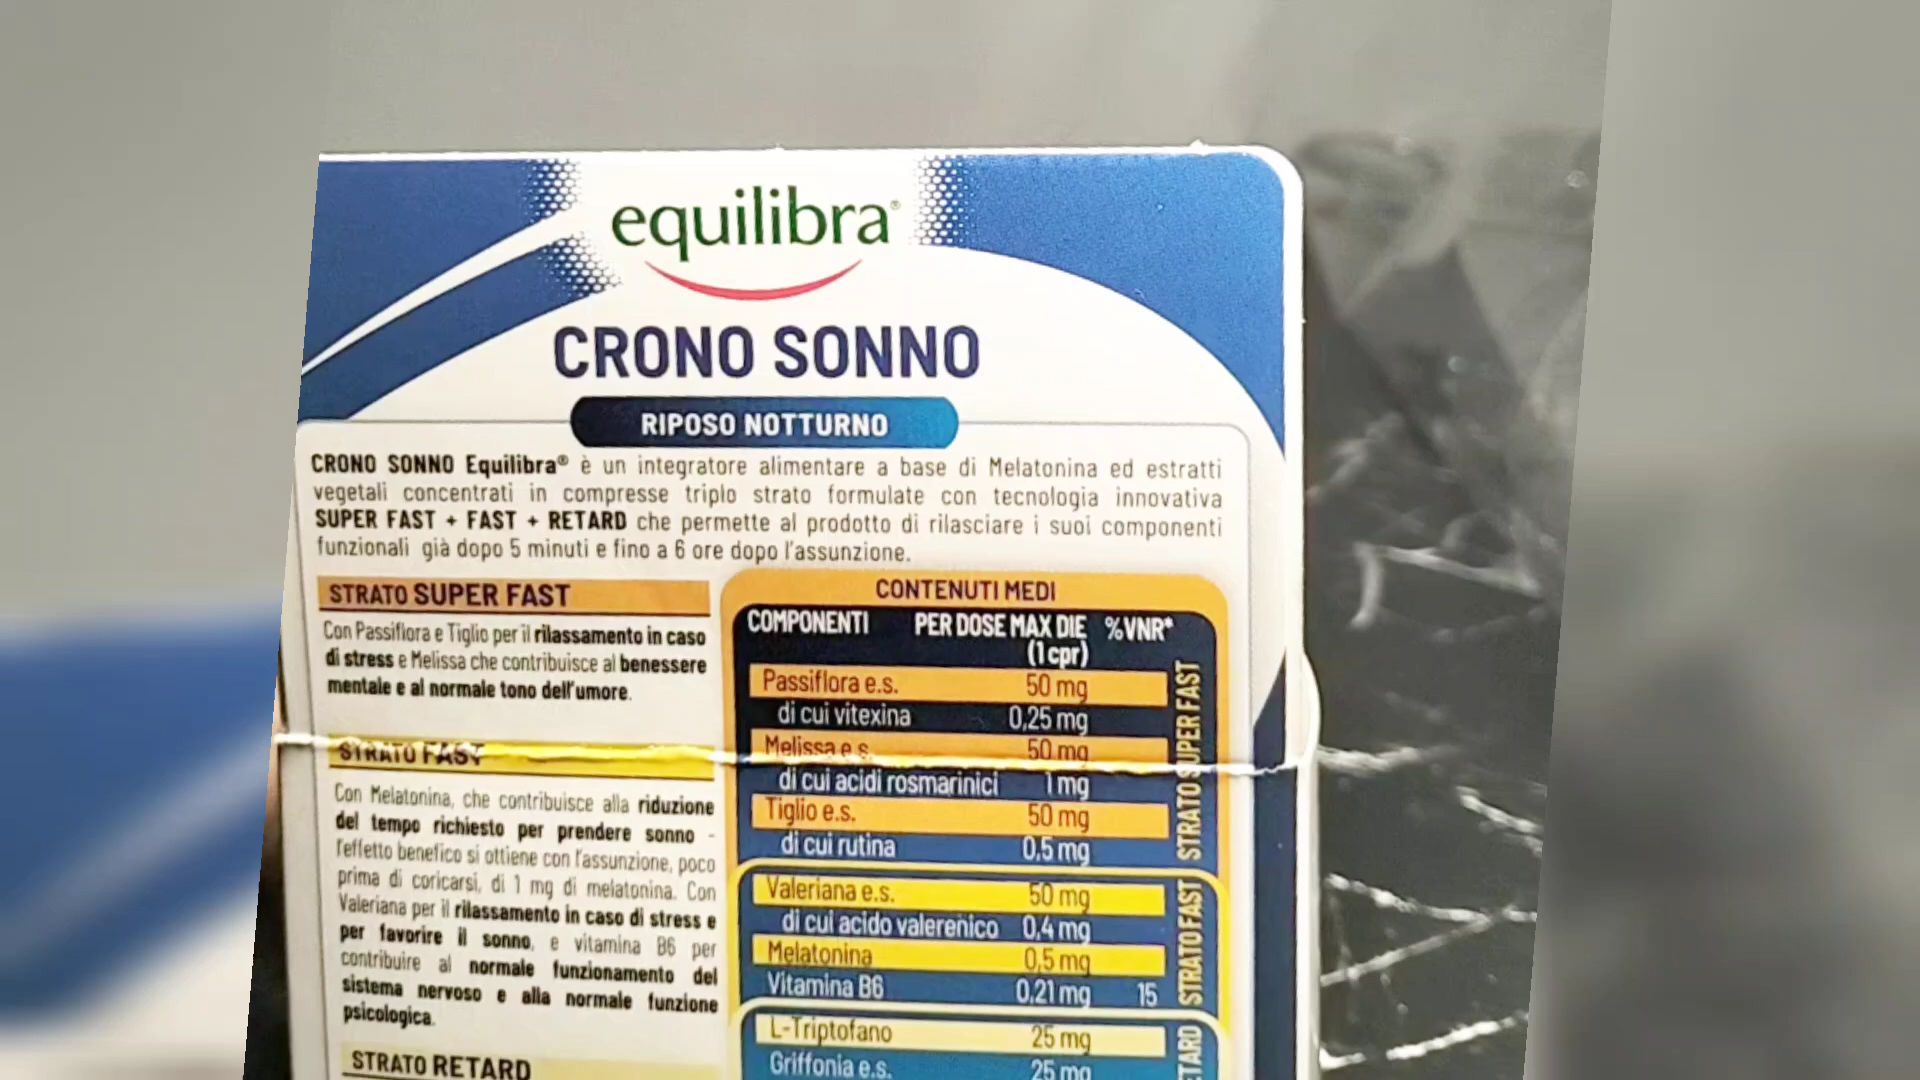 equilibra®
CRONO SONNO
RIPOSO NOTTURNO
CRONO SONNO Equilibra® è un integratore alimentare a base di Melatonina ed estratti
vegetali concentrati in compresse triplo strato formulate con tecnologia innovativa
SUPER FAST + FAST + RETARD che permette al prodotto di rilasciare i suoi componenti
funzionali già dopo 5 minuti e fino a 6 ore dopo l'assunzione.
STRATO SUPER FAST
Con Passiflora e Tiglio per il rilassamento in caso
di stress e Melissa che contribuisce al benessere
mentale e al normale tono dell'umore.
STRATO FAST
Con Melatonina, che contribuisce alla riduzione
del tempo richiesto per prendere sonno -
l'effetto benefico si ottiene con l'assunzione, poco
prima di coricarsi, di 1 mg di melatonina. Con
Valeriana per il rilassamento in caso di stress e
per favorire il sonno, e vitamina B6 per
contribuire al normale funzionamento del
sistema nervoso e alla normale funzione
psicologica.
STRATO RETARD
CONTENUTI MEDI
COMPONENTI PER DOSE MAX DIE %VNR*
(1 cpr)
Passiflora e.s. 50 mg
di cui vitexina 0,25 mg
Melissa e.s. 50 mg
di cui acidi rosmarinici 1 mg
Tiglio e.s. 50 mg
di cui rutina 0,5 mg
STRATO SUPER FAST
Valeriana e.s. 50 mg
di cui acido valerenico 0,4 mg
Melatonina 0,5 mg
Vitamina B6 0,21 mg 15
STRATO FAST
L-Triptofano 25 mg
Griffonia e.s. 25 mg